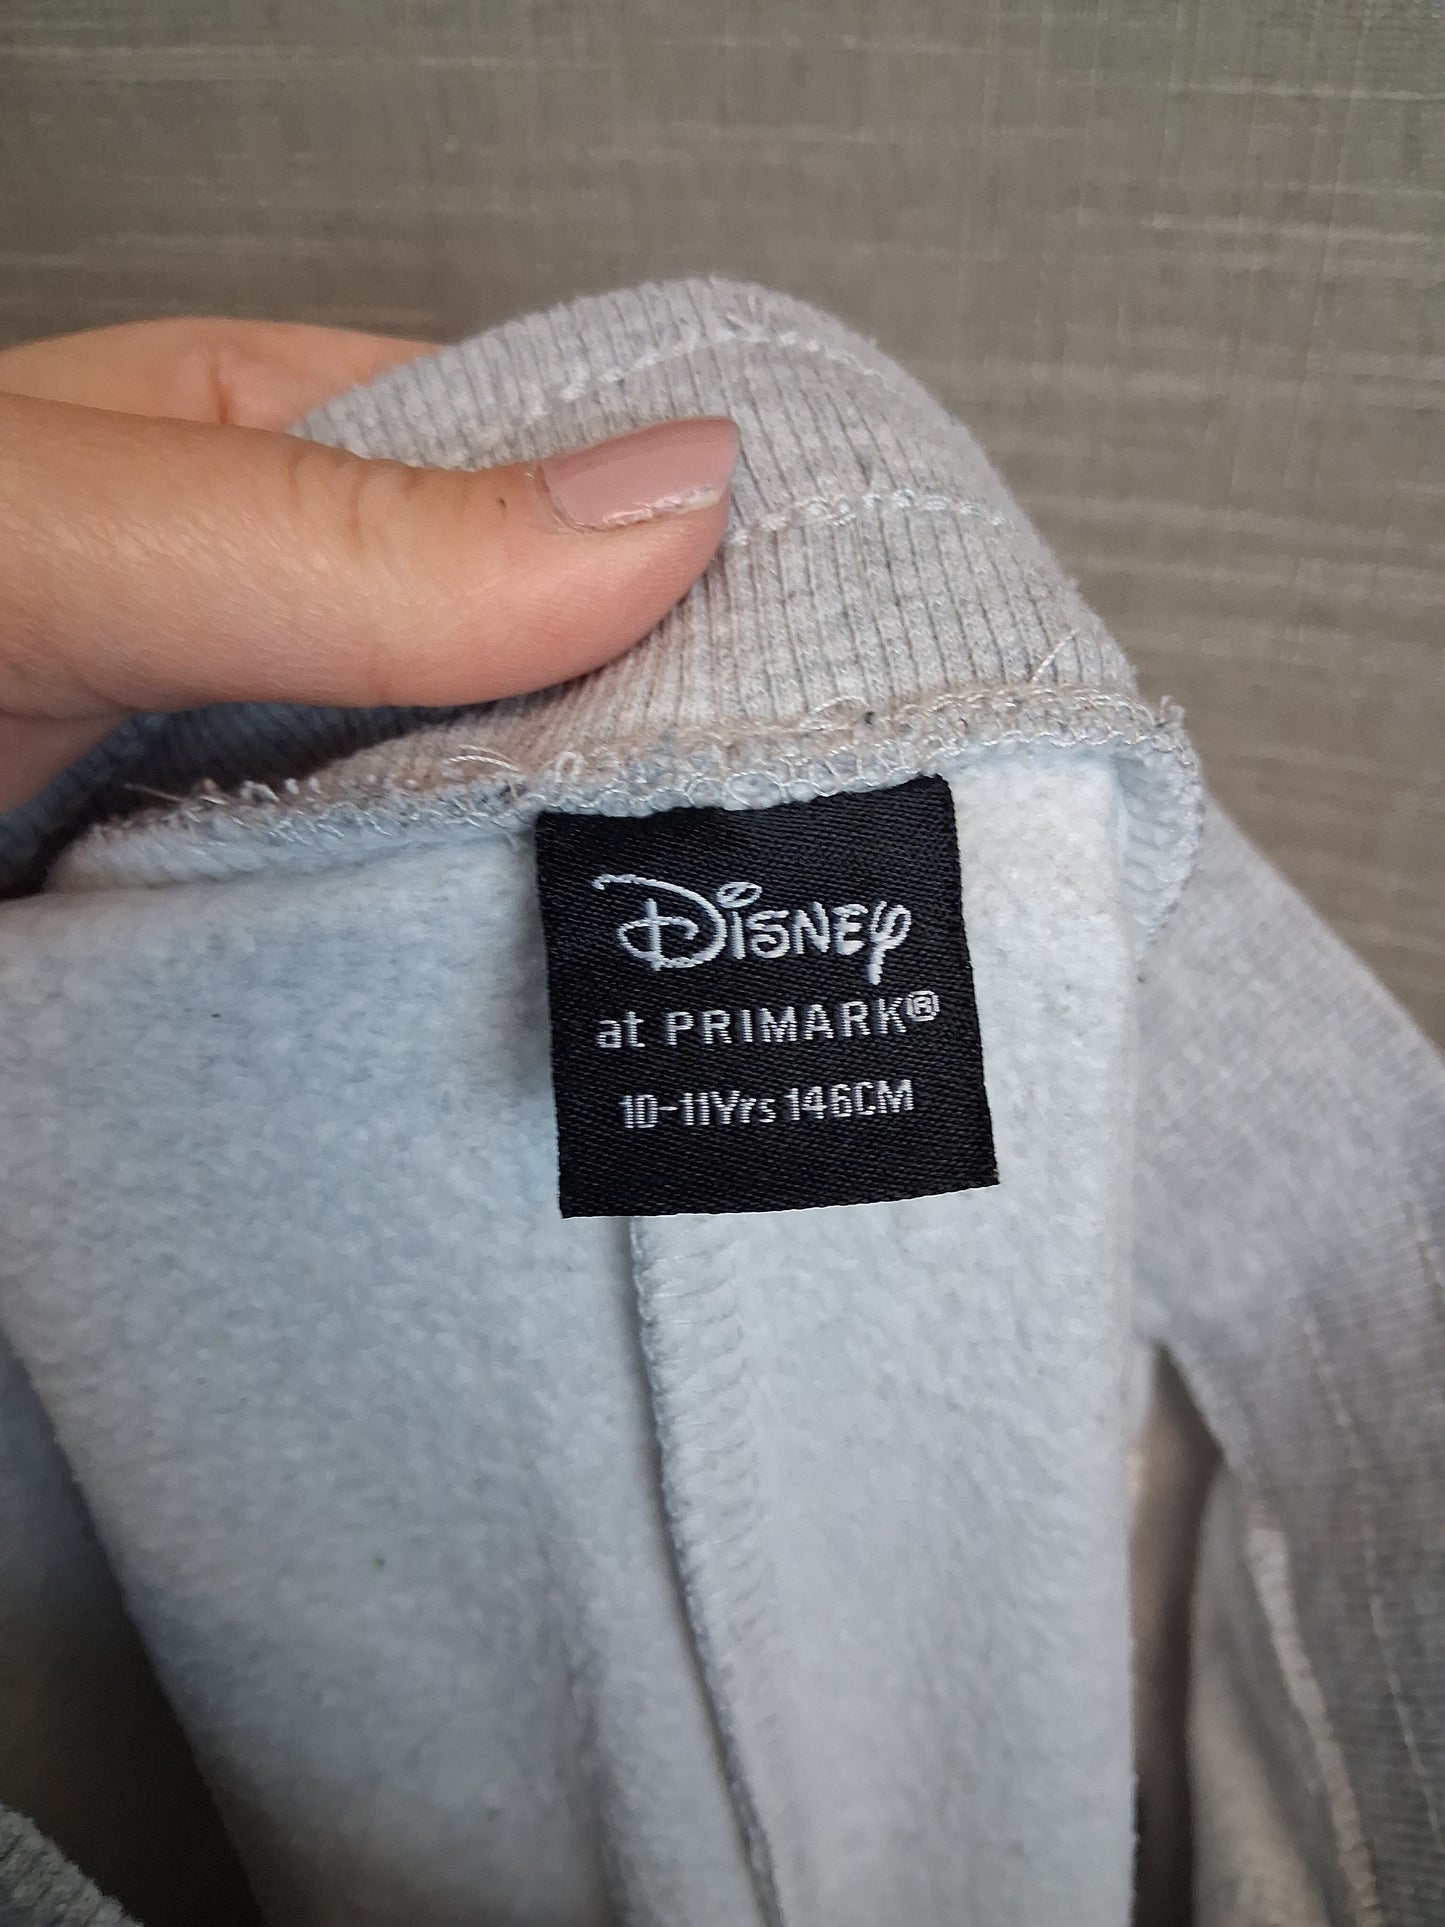 Disney
at PRIMARK®
10-11Yrs 146CM